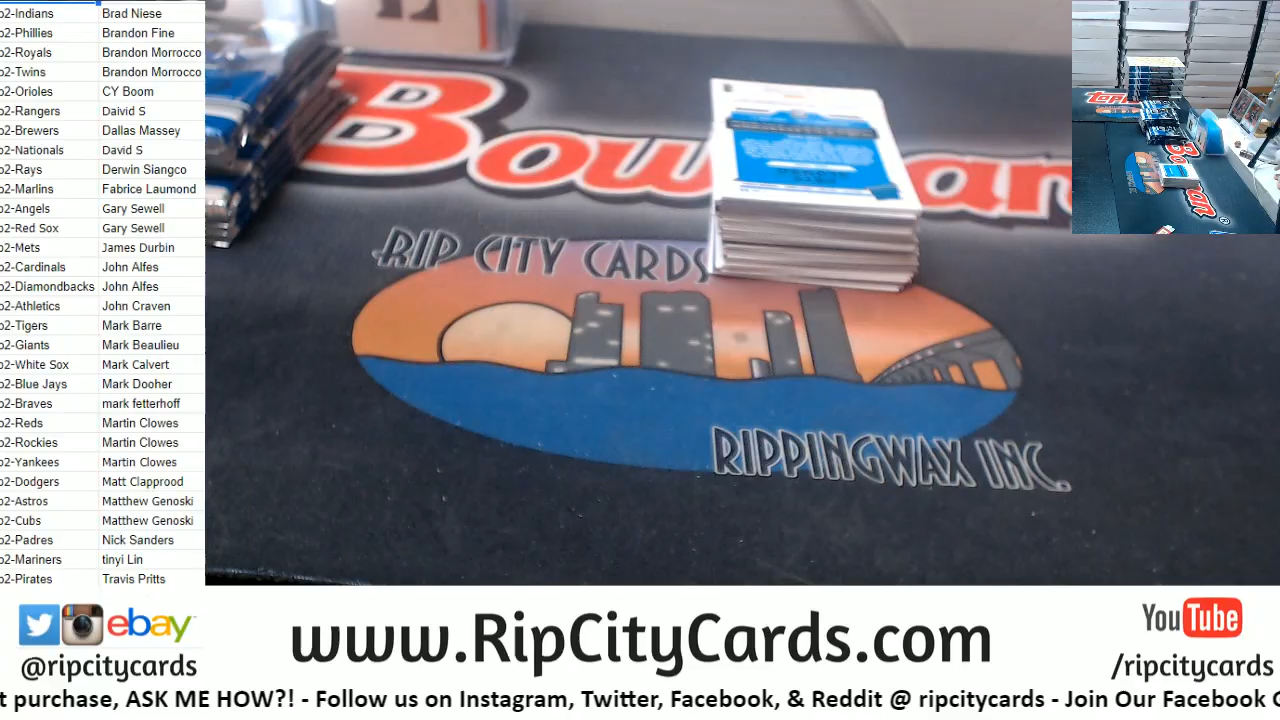 o2-Indians Brad Niese
o2-Phillies Brandon Fine
o2-Royals Brandon Morrocco
o2-Twins Brandon Morrocco
o2-Orioles CY Boom
o2-Rangers Daivid S
o2-Brewers Dallas Massey
o2-Nationals David S
o2-Rays Derwin Siangco
o2-Marlins Fabrice Laumond
o2-Angels Gary Sewell
o2-Red Sox Gary Sewell
o2-Mets James Durbin
o2-Cardinals John Alfes
o2-Diamondbacks John Alfes
o2-Athletics John Craven
o2-Tigers Mark Barre
o2-Giants Mark Beaulieu
o2-White Sox Mark Calvert
o2-Blue Jays Mark Dooher
o2-Braves mark fetterhoff
o2-Reds Martin Clowes
o2-Rockies Martin Clowes
o2-Yankees Martin Clowes
o2-Dodgers Matt Clapprood
o2-Astros Matthew Genoski
o2-Cubs Matthew Genoski
o2-Padres Nick Sanders
o2-Mariners tinyi Lin
o2-Pirates Travis Pritts
Bow an
RIP CITY CARDS
RIPPINGWAX INC.
Topps
Bo
an
ebay
@ripcitycards
www.RipCityCards.com
YouTube
/ripcitycards
t purchase, ASK ME HOW?! - Follow us on Instagram, Twitter, Facebook, & Reddit @ ripcitycards - Join Our Facebook G